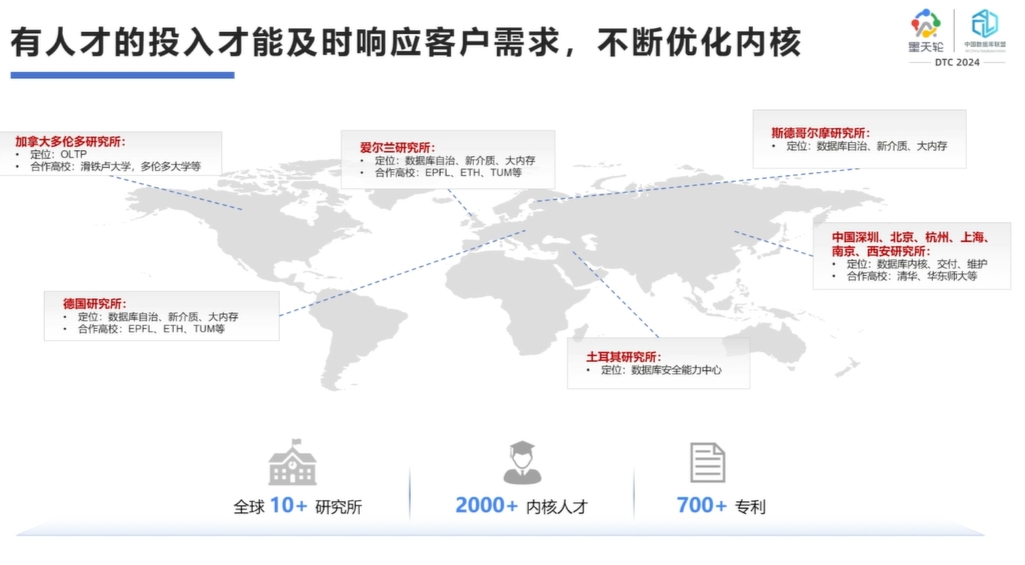 有人才的投入才能及时响应客户需求，不断优化内核
墨天轮
中国数据库联盟
DTC 2024
加拿大多伦多研究所：
• 定位：OLTP
• 合作高校：滑铁卢大学，多伦多大学等
爱尔兰研究所：
• 定位：数据库自治、新介质、大内存
• 合作高校：EPFL、ETH、TUM等
斯德哥尔摩研究所：
• 定位：数据库自治、新介质、大内存
中国深圳、北京、杭州、上海、
南京、西安研究所：
• 定位：数据库内核、交付、维护
• 合作高校：清华、华东师大等
德国研究所：
• 定位：数据库自治、新介质、大内存
• 合作高校：EPFL、ETH、TUM等
土耳其研究所：
• 定位：数据库安全能力中心
全球 10+ 研究所
2000+ 内核人才
700+ 专利